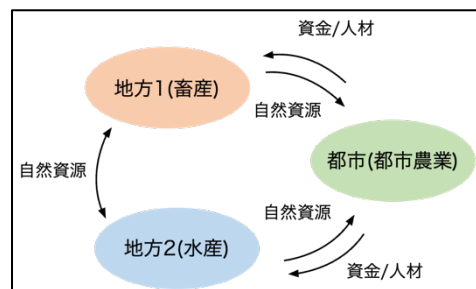 資金/人材
地方1(畜産)
自然資源
都市(都市農業)
自然資源
自然資源
地方2(水産)
資金/人材